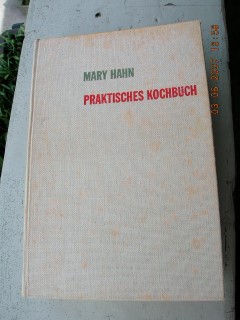 MARY HAHN
PRAKTISCHES KOCHBUCH